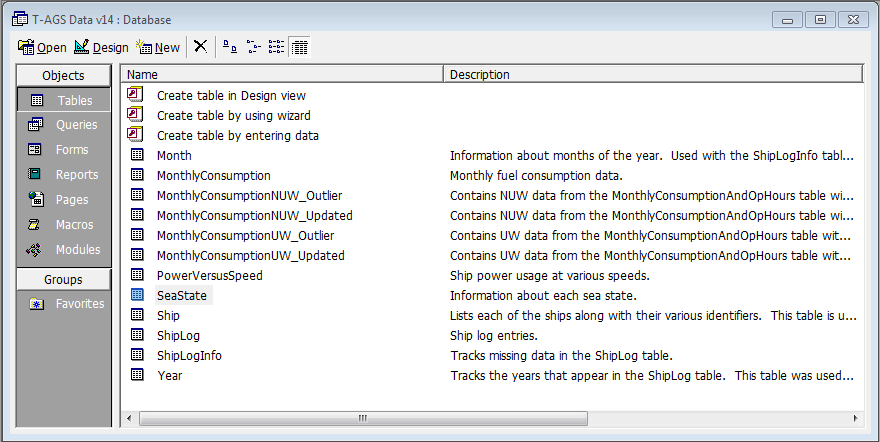 T-AGS Data v14 : Database
Open Design New
Objects
Tables
Queries
Forms
Reports
Pages
Macros
Modules
Groups
Favorites
Name Description
Create table in Design view
Create table by using wizard
Create table by entering data
Month Information about months of the year. Used with the ShipLogInfo tabl...
MonthlyConsumption Monthly fuel consumption data.
MonthlyConsumptionNUW_Outlier Contains NUW data from the MonthlyConsumptionAndOpHours table wi...
MonthlyConsumptionNUW_Updated Contains NUW data from the MonthlyConsumptionAndOpHours table wi...
MonthlyConsumptionUW_Outlier Contains UW data from the MonthlyConsumptionAndOpHours table wit...
MonthlyConsumptionUW_Updated Contains UW data from the MonthlyConsumptionAndOpHours table wit...
PowerVersusSpeed Ship power usage at various speeds.
SeaState Information about each sea state.
Ship Lists each of the ships along with their various identifiers. This table is u...
ShipLog Ship log entries.
ShipLogInfo Tracks missing data in the ShipLog table.
Year Tracks the years that appear in the ShipLog table. This table was used...